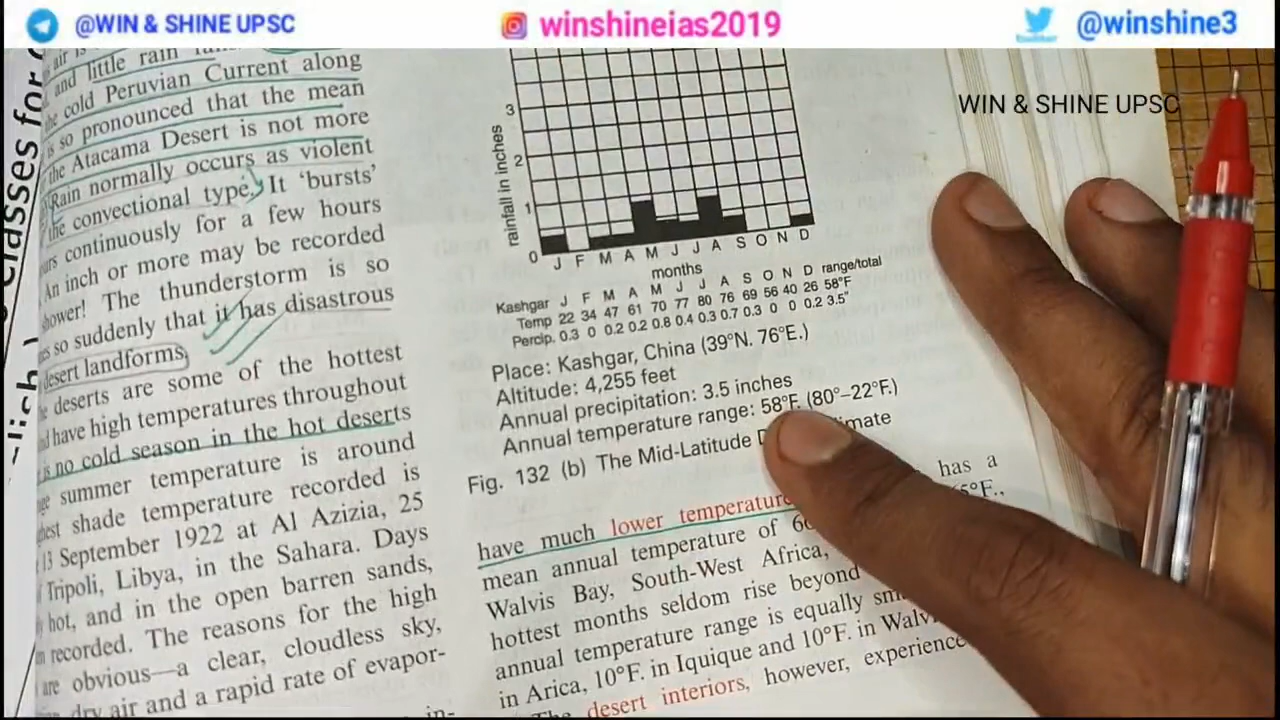 @WIN & SHINE UPSC
winshineias2019
@winshine3
WIN & SHINE UPSC
air is
and little rain
cold Peruvian Current along
is so pronounced that the mean
the Atacama Desert is not more
Rain normally occurs as violent
the convectional type. It 'bursts'
continuously for a few hours
An inch or more may be recorded
shower! The thunderstorm is so
so suddenly that it has disastrous
desert landforms.
deserts are some of the hottest
have high temperatures throughout
is no cold season in the hot deserts
summer temperature is around
shade temperature recorded is
13 September 1922 at Al Azizia, 25
Tripoli, Libya, in the Sahara. Days
hot, and in the open barren sands,
recorded. The reasons for the high
are obvious—a clear, cloudless sky,
dry air and a rapid rate of evapor-
in-
3
2
1
0
rainfall in inches
J F M A M J J A S O N D
months
Kashgar J F M A M J J A S O N D range/total
Temp 22 34 47 61 70 77 80 76 69 56 40 26 58°F
Percip. 0.3 0 0.2 0.2 0.8 0.4 0.3 0.7 0.3 0 0 0.2 3.5"
Place: Kashgar, China (39°N. 76°E.)
Altitude: 4,255 feet
Annual precipitation: 3.5 inches
Annual temperature range: 58°F. (80°–22°F.)
Fig. 132 (b) The Mid-Latitude
have much lower temperature has a
mean annual temperature of
Walvis Bay, South-West Africa,
hottest months seldom rise beyond
annual temperature range is equally
in Arica, 10°F. in Iquique and 10°F. in
The desert interiors, however,